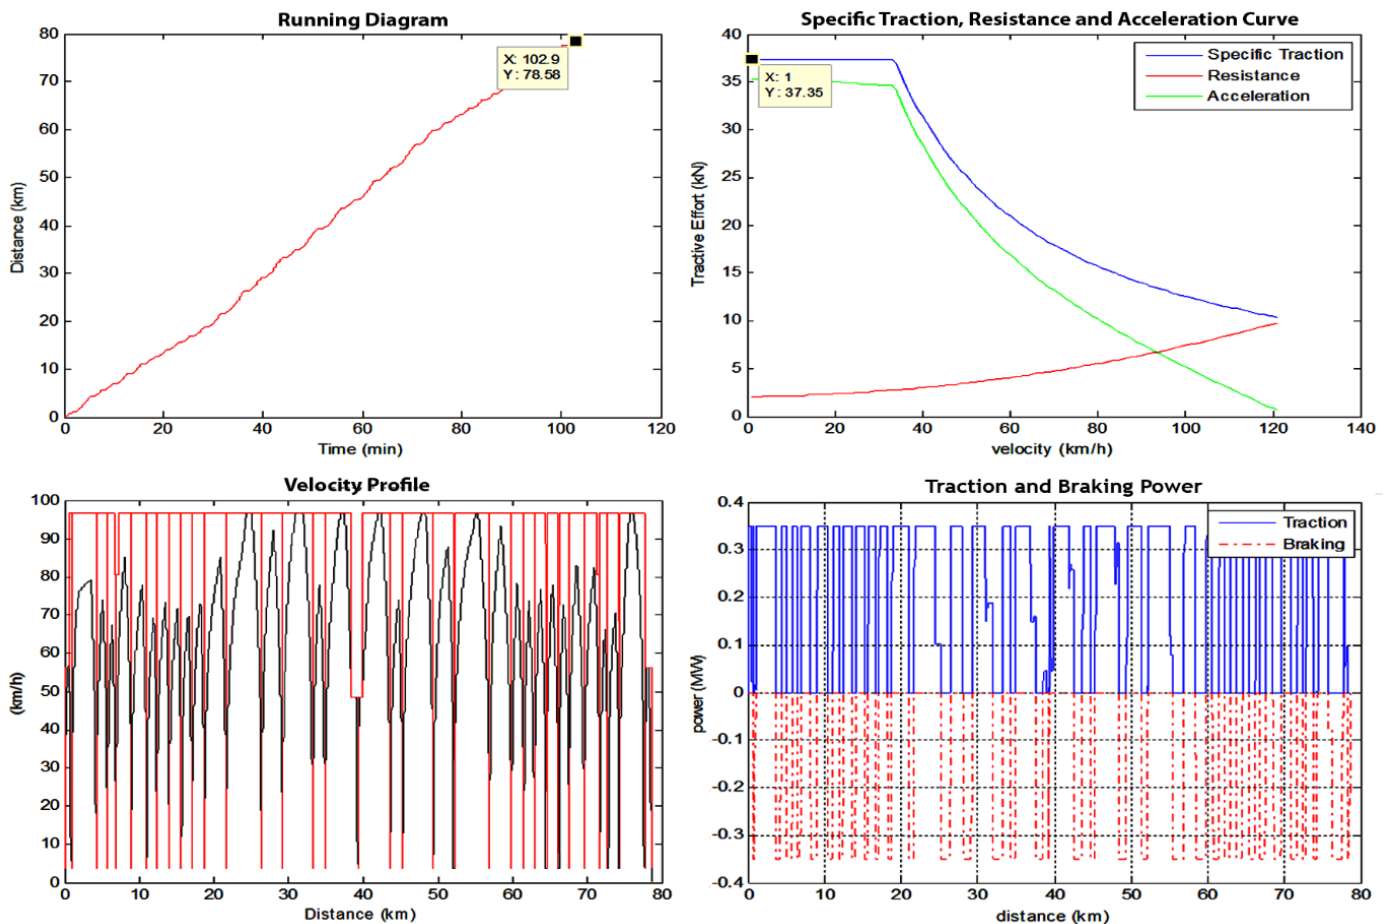 Running Diagram
80
70
60
50
40
30
20
10
0
0 20 40 60 80 100 120
Distance (km)
Time (min)
X: 102.9
Y: 78.58
Specific Traction, Resistance and Acceleration Curve
40
35
30
25
20
15
10
5
0
0 20 40 60 80 100 120 140
Tractive Effort (kN)
velocity (km/h)
X: 1
Y: 37.35
Specific Traction
Resistance
Acceleration
Velocity Profile
100
90
80
70
60
50
40
30
20
10
0
0 10 20 30 40 50 60 70 80
(km/h)
Distance (km)
Traction and Braking Power
0.4
0.3
0.2
0.1
0
-0.1
-0.2
-0.3
-0.4
0 10 20 30 40 50 60 70 80
power (MW)
distance (km)
Traction
Braking